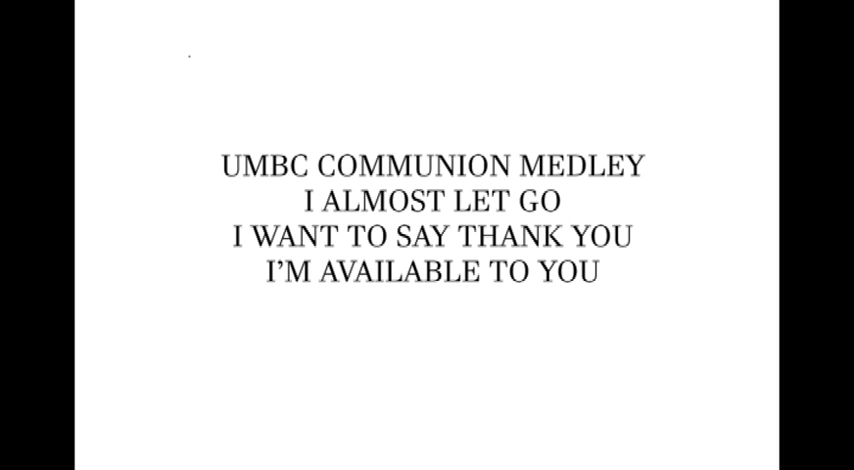 UMBC COMMUNION MEDLEY
I ALMOST LET GO
I WANT TO SAY THANK YOU
I’M AVAILABLE TO YOU